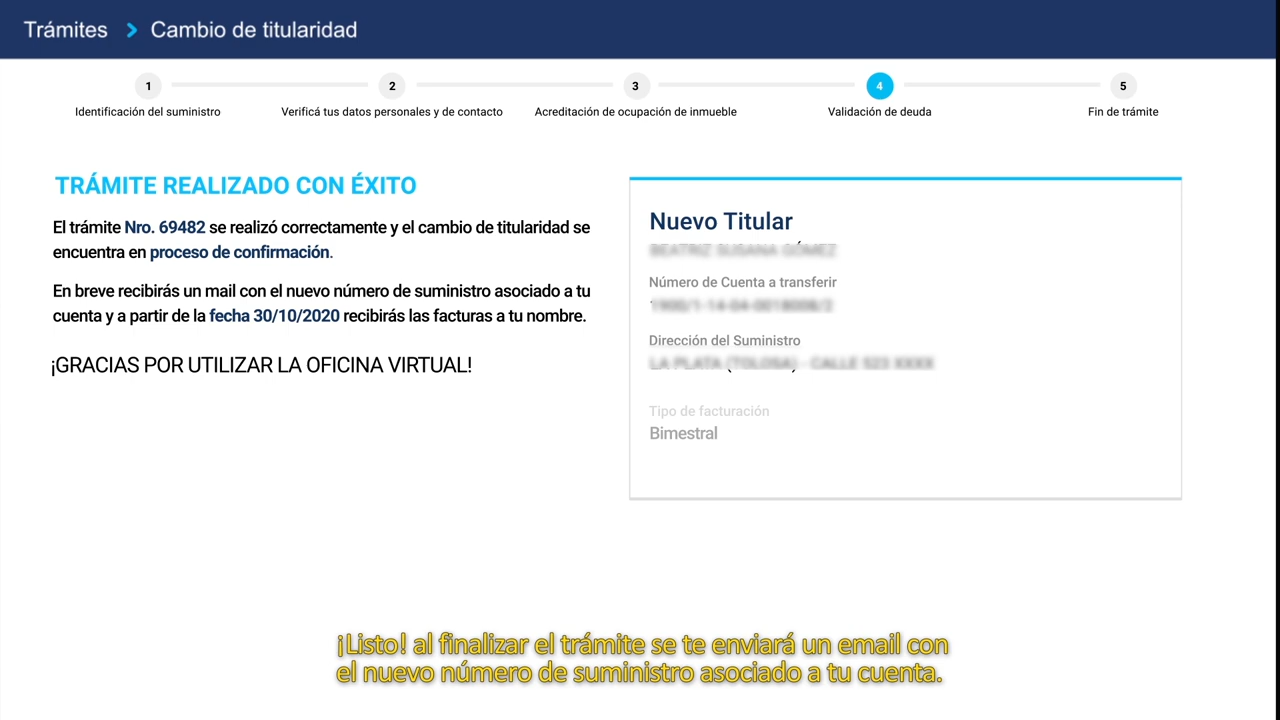 Trámites > Cambio de titularidad
1 2 3 4 5
Identificación del suministro Verificá tus datos personales y de contacto Acreditación de ocupación de inmueble Validación de deuda Fin de trámite
TRÁMITE REALIZADO CON ÉXITO
El trámite Nro. 69482 se realizó correctamente y el cambio de titularidad se
encuentra en proceso de confirmación.
En breve recibirás un mail con el nuevo número de suministro asociado a tu
cuenta y a partir de la fecha 30/10/2020 recibirás las facturas a tu nombre.
¡GRACIAS POR UTILIZAR LA OFICINA VIRTUAL!
Nuevo Titular
Número de Cuenta a transferir
Dirección del Suministro
Tipo de facturación
Bimestral
¡Listo! al finalizar el trámite se te enviará un email con
el nuevo número de suministro asociado a tu cuenta.